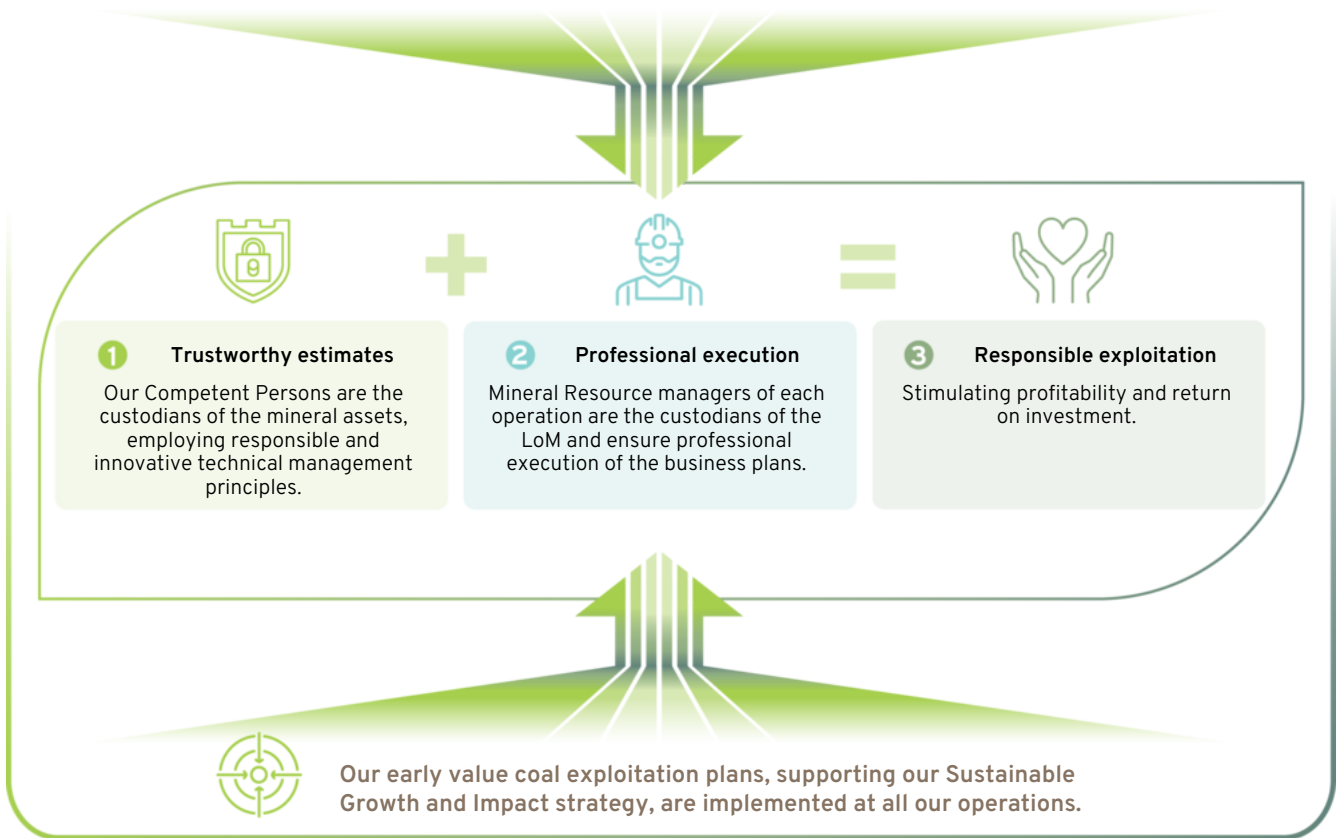 1 Trustworthy estimates
Our Competent Persons are the
custodians of the mineral assets,
employing responsible and
innovative technical management
principles.
2 Professional execution
Mineral Resource managers of each
operation are the custodians of the
LoM and ensure professional
execution of the business plans.
3 Responsible exploitation
Stimulating profitability and return
on investment.
Our early value coal exploitation plans, supporting our Sustainable
Growth and Impact strategy, are implemented at all our operations.